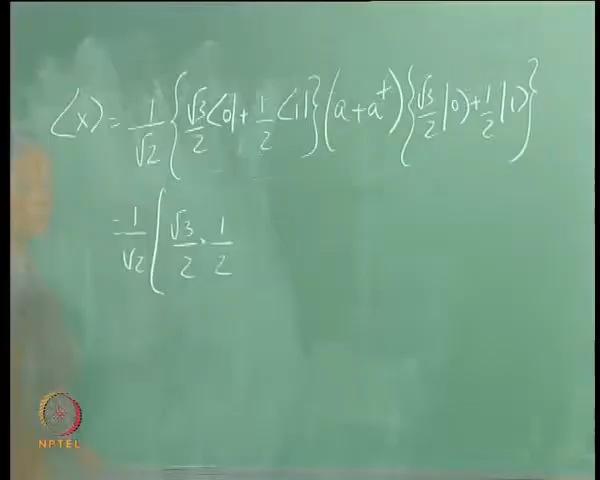 ⟨x⟩ = 1/√2 { √3/2 ⟨0| + 1/2 ⟨1| } (a + a†) { √3/2 |0⟩ + 1/2 |1⟩ }
= 1/√2 ( √3/2 · 1/2
NPTEL